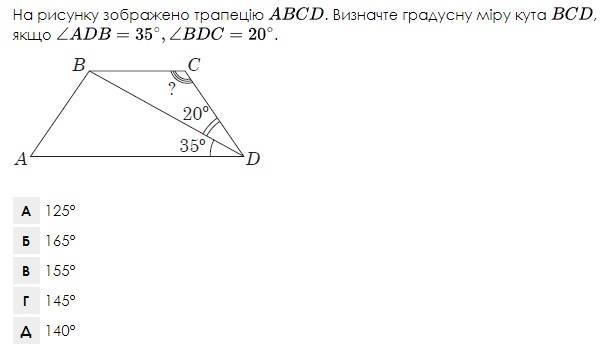 На рисунку зображено трапецію ABCD. Визначте градусну міру кута BCD,
якщо ∠ADB = 35°, ∠BDC = 20°.
B C
?
20°
35°
A D
А 125°
Б 165°
В 155°
Г 145°
Д 140°